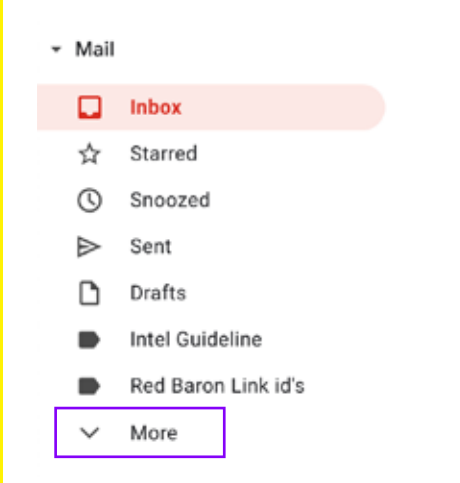 Mail
Inbox
Starred
Snoozed
Sent
Drafts
Intel Guideline
Red Baron Link id's
More